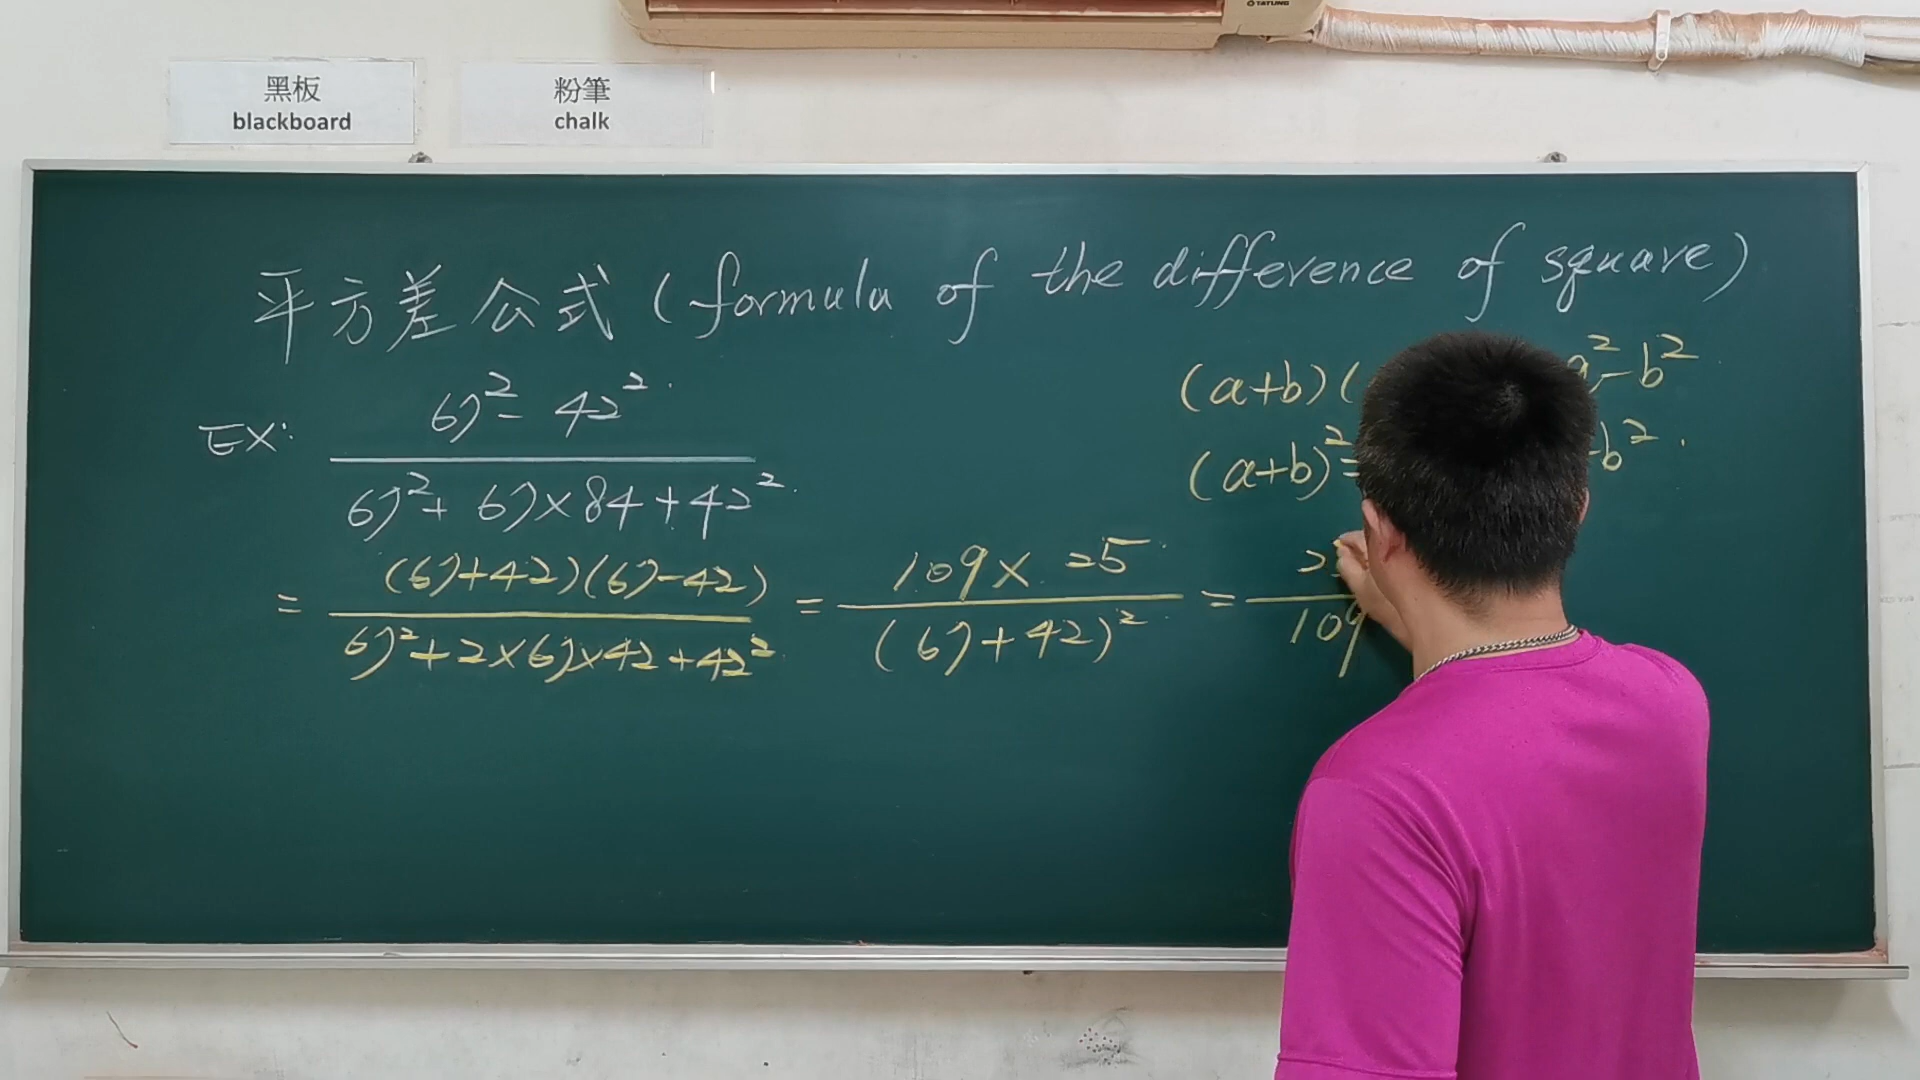 TATUNG
黑板
blackboard
粉筆
chalk
平方差公式 (formula of the difference of square)
(a+b)( a²-b²
(a+b)²= -b².
EX: 67²- 42²
67²+ 67×84+42²
= (67+42)(67-42)
67²+2×67×42+42²
= 109× 25
(67+42)²
= 2
109